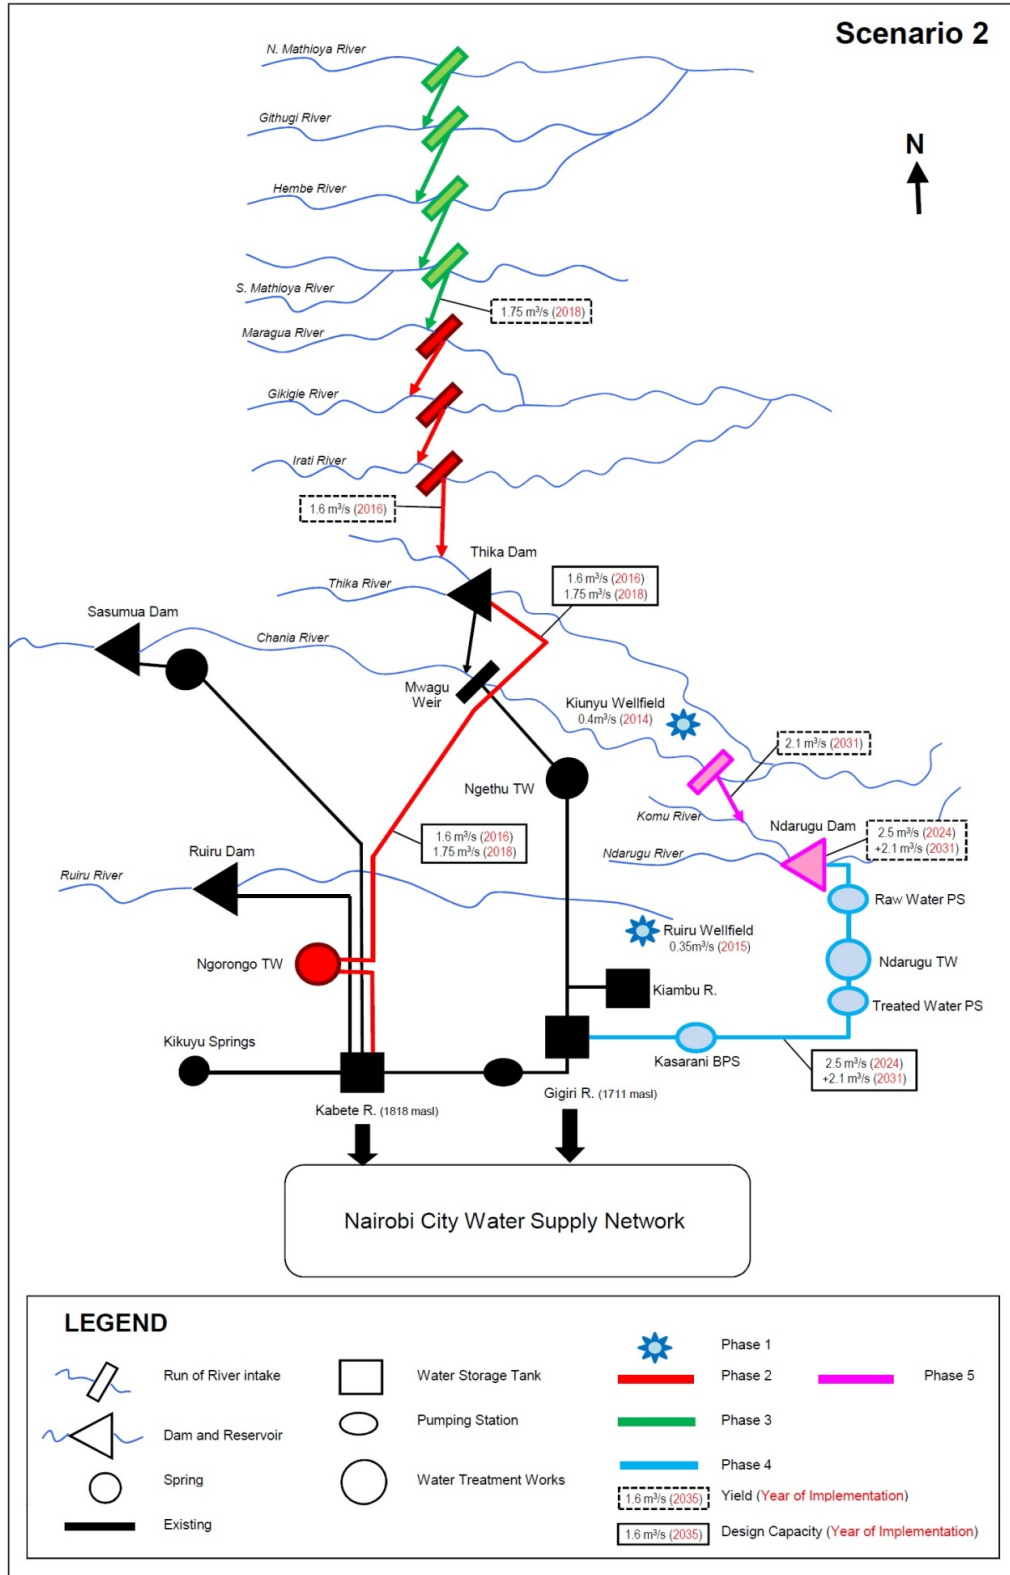 Scenario 2
N. Mathioya River
Githugi River
N
Hembe River
S. Mathioya River
1.75 m³/s (2018)
Maragua River
Gikigie River
Irati River
1.6 m³/s (2016)
Thika Dam
1.6 m³/s (2016)
1.75 m³/s (2018)
Thika River
Sasumua Dam
Chania River
Mwagu
Weir
Kiunyu Wellfield
0.4m³/s (2014)
2.1 m³/s (2031)
Ngethu TW
Komu River
Ndarugu Dam
2.5 m³/s (2024)
+2.1 m³/s (2031)
1.6 m³/s (2016)
1.75 m³/s (2018)
Ruiru Dam
Ndarugu River
Ruiru River
Raw Water PS
Ruiru Wellfield
0.35m³/s (2015)
Ngorongo TW
Ndarugu TW
Kiambu R.
Treated Water PS
Kikuyu Springs
Kasarani BPS
2.5 m³/s (2024)
+2.1 m³/s (2031)
Gigiri R. (1711 masl)
Kabete R. (1818 masl)
Nairobi City Water Supply Network
LEGEND
Run of River intake
Dam and Reservoir
Spring
Existing
Water Storage Tank
Pumping Station
Water Treatment Works
Phase 1
Phase 2
Phase 5
Phase 3
Phase 4
1.6 m³/s (2035) Yield (Year of Implementation)
1.6 m³/s (2035) Design Capacity (Year of Implementation)